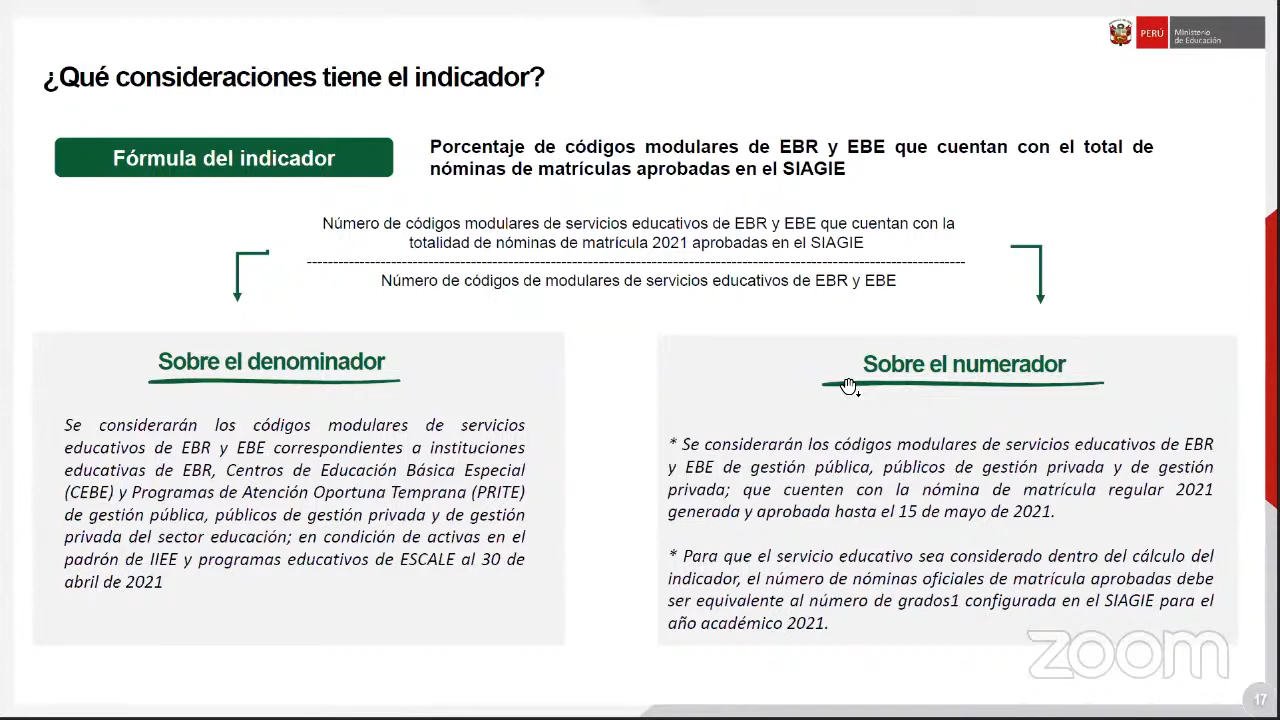 PERÚ
Ministerio
de Educación
¿Qué consideraciones tiene el indicador?
Fórmula del indicador
Porcentaje de códigos modulares de EBR y EBE que cuentan con el total de
nóminas de matrículas aprobadas en el SIAGIE
Número de códigos modulares de servicios educativos de EBR y EBE que cuentan con la
totalidad de nóminas de matrícula 2021 aprobadas en el SIAGIE
Número de códigos de modulares de servicios educativos de EBR y EBE
Sobre el denominador
Se considerarán los códigos modulares de servicios
educativos de EBR y EBE correspondientes a instituciones
educativas de EBR, Centros de Educación Básica Especial
(CEBE) y Programas de Atención Oportuna Temprana (PRITE)
de gestión pública, públicos de gestión privada y de gestión
privada del sector educación; en condición de activas en el
padrón de IIEE y programas educativos de ESCALE al 30 de
abril de 2021
Sobre el numerador
* Se considerarán los códigos modulares de servicios educativos de EBR
y EBE de gestión pública, públicos de gestión privada y de gestión
privada; que cuenten con la nómina de matrícula regular 2021
generada y aprobada hasta el 15 de mayo de 2021.
* Para que el servicio educativo sea considerado dentro del cálculo del
indicador, el número de nóminas oficiales de matrícula aprobadas debe
ser equivalente al número de grados1 configurada en el SIAGIE para el
año académico 2021.
zoom
17